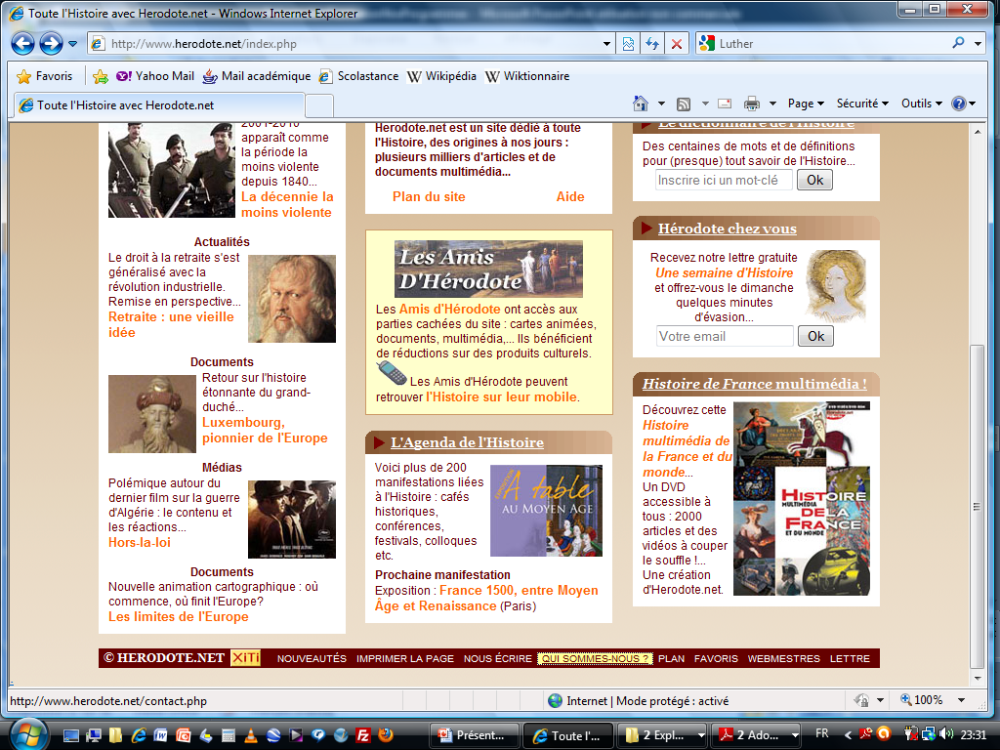 Toute l'Histoire avec Herodote.net - Windows Internet Explorer
http://www.herodote.net/index.php
Luther
Favoris
Yahoo Mail
Mail académique
Scolastance
Wikipédia
Wiktionnaire
Toute l'Histoire avec Herodote.net
Page
Sécurité
Outils
2001-2010
apparaît comme
la période la
moins violente
depuis 1840...
La décennie la
moins violente
Actualités
Le droit à la retraite s'est
généralisé avec la
révolution industrielle.
Remise en perspective...
Retraite : une vieille
idée
Documents
Retour sur l'histoire
étonnante du grand-
duché...
Luxembourg,
pionnier de l'Europe
Médias
Polémique autour du
dernier film sur la guerre
d'Algérie : le contenu et
les réactions...
Hors-la-loi
Documents
Nouvelle animation cartographique : où
commence, où finit l'Europe?
Les limites de l'Europe
Herodote.net est un site dédié à toute
l'Histoire, des origines à nos jours :
plusieurs milliers d'articles et de
documents multimédia...
Plan du site
Aide
Les Amis
D'Hérodote
Les Amis d'Hérodote ont accès aux
parties cachées du site : cartes animées,
documents, multimédia,... Ils bénéficient
de réductions sur des produits culturels.
Les Amis d'Hérodote peuvent
retrouver l'Histoire sur leur mobile.
L'Agenda de l'Histoire
Voici plus de 200
manifestations liées
à l'Histoire : cafés
historiques,
conférences,
festivals, colloques
etc.
A table
AU MOYEN AGE
Prochaine manifestation
Exposition : France 1500, entre Moyen
Âge et Renaissance (Paris)
Le dictionnaire de l'Histoire
Des centaines de mots et de définitions
pour (presque) tout savoir de l'Histoire...
Inscrire ici un mot-clé
Ok
Hérodote chez vous
Recevez notre lettre gratuite
Une semaine d'Histoire
et offrez-vous le dimanche
quelques minutes
d'évasion...
Votre email
Ok
Histoire de France multimédia !
Découvrez cette
Histoire
multimédia de
la France et du
monde...
Un DVD
accessible à
tous : 2000
articles et des
vidéos à couper
le souffle !...
Une création
d'Herodote.net.
HISTOIRE
MULTIMÉDIA
DE LA
FRANCE
ET DU MONDE
© HERODOTE.NET
XiTi
NOUVEAUTÉS
IMPRIMER LA PAGE
NOUS ÉCRIRE
QUI SOMMES-NOUS ?
PLAN
FAVORIS
WEBMESTRES
LETTRE
http://www.herodote.net/contact.php
Internet | Mode protégé : activé
100%
Présent...
Toute l'...
2 Expl...
2 Ado...
FR
23:31